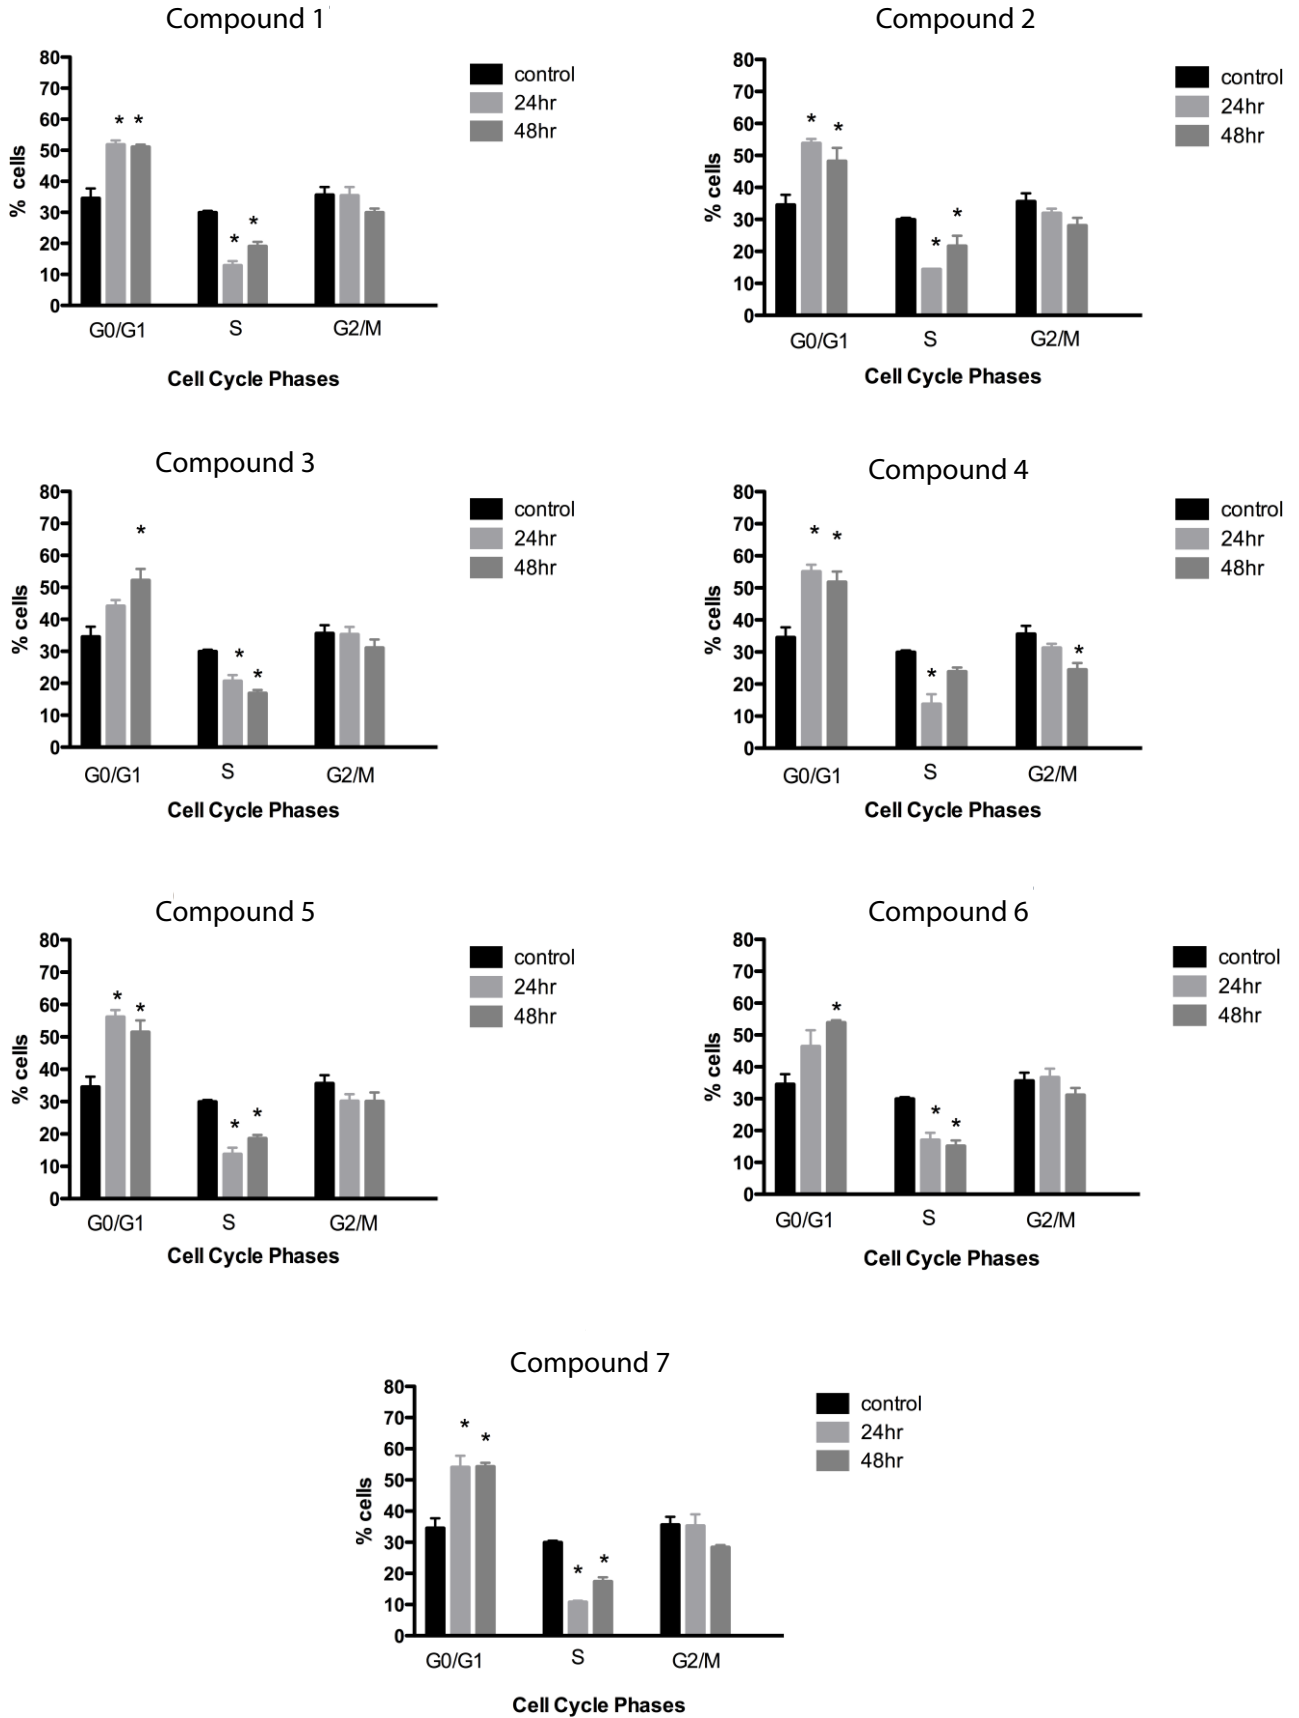 Compound 1
80
70
60
50
40
30
20
10
0
% cells
* *
*
*
control
24hr
48hr
G0/G1 S G2/M
Cell Cycle Phases
Compound 2
80
70
60
50
40
30
20
10
0
% cells
*
*
*
*
control
24hr
48hr
G0/G1 S G2/M
Cell Cycle Phases
Compound 3
80
70
60
50
40
30
20
10
0
% cells
*
*
*
control
24hr
48hr
G0/G1 S G2/M
Cell Cycle Phases
Compound 4
80
70
60
50
40
30
20
10
0
% cells
*
*
*
*
control
24hr
48hr
G0/G1 S G2/M
Cell Cycle Phases
Compound 5
80
70
60
50
40
30
20
10
0
% cells
*
*
*
*
control
24hr
48hr
G0/G1 S G2/M
Cell Cycle Phases
Compound 6
80
70
60
50
40
30
20
10
0
% cells
*
*
*
control
24hr
48hr
G0/G1 S G2/M
Cell Cycle Phases
Compound 7
80
70
60
50
40
30
20
10
0
% cells
*
*
*
*
control
24hr
48hr
G0/G1 S G2/M
Cell Cycle Phases